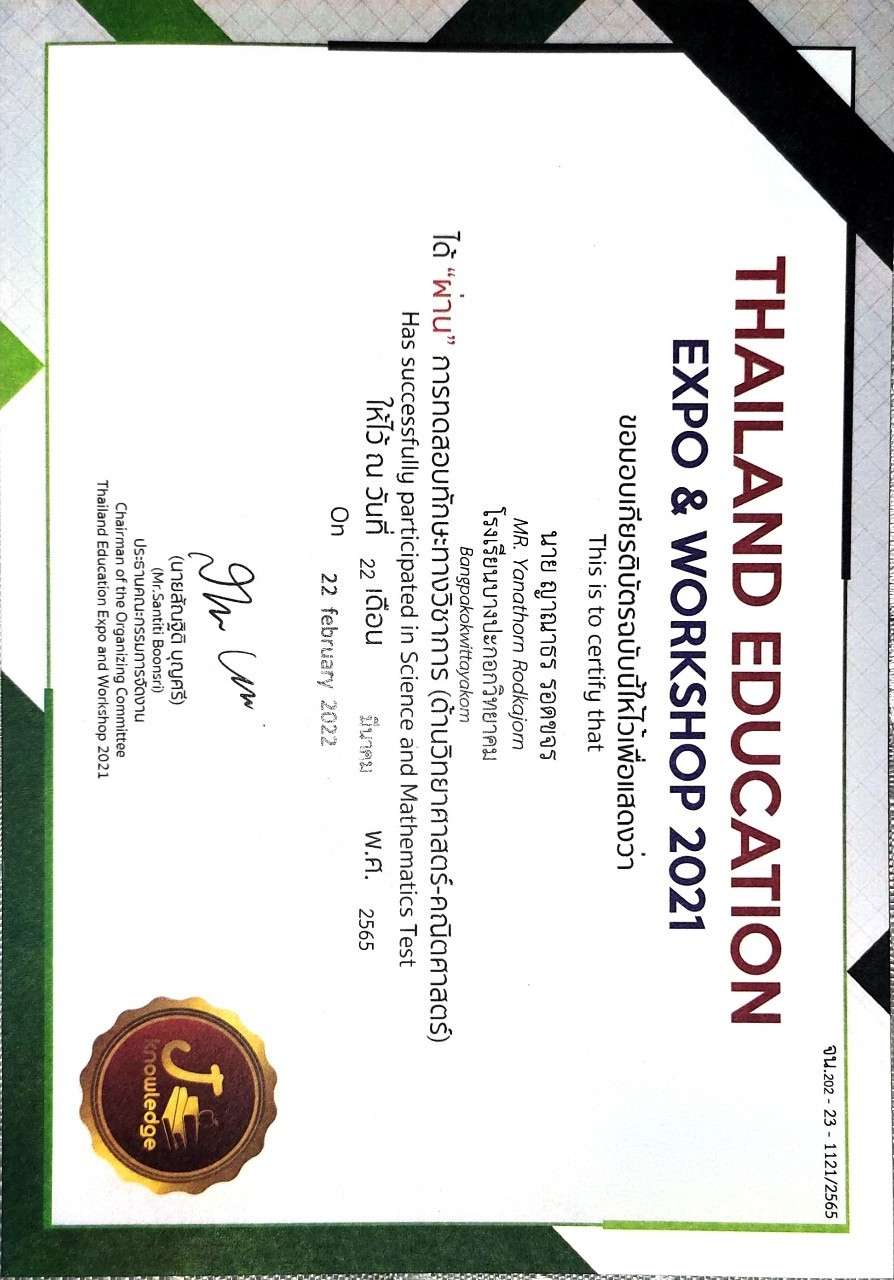 จน.202 - 23 - 1121/2565
THAILAND EDUCATION
EXPO & WORKSHOP 2021
ขอมอบเกียรติบัตรฉบับนี้ให้ไว้เพื่อแสดงว่า
This is to certify that
นาย ญาณาธร รอดขจร
MR. Yanathorn Rodkajorn
โรงเรียนบางปะกอกวิทยาคม
Bangpakokwittayakom
ได้ “ผ่าน” การทดสอบทักษะทางวิชาการ (ด้านวิทยาศาสตร์-คณิตศาสตร์)
Has successfully participated in Science and Mathematics Test
ให้ไว้ ณ วันที่ 22 เดือน มีนาคม พ.ศ. 2565
On 22 february 2022
(นายสัณฐิติ บุญศรี)
(Mr.Santiti Boonsri)
ประธานคณะกรรมการจัดงาน
Chairman of the Organizing Committee
Thailand Education Expo and Workshop 2021
J
knowledge